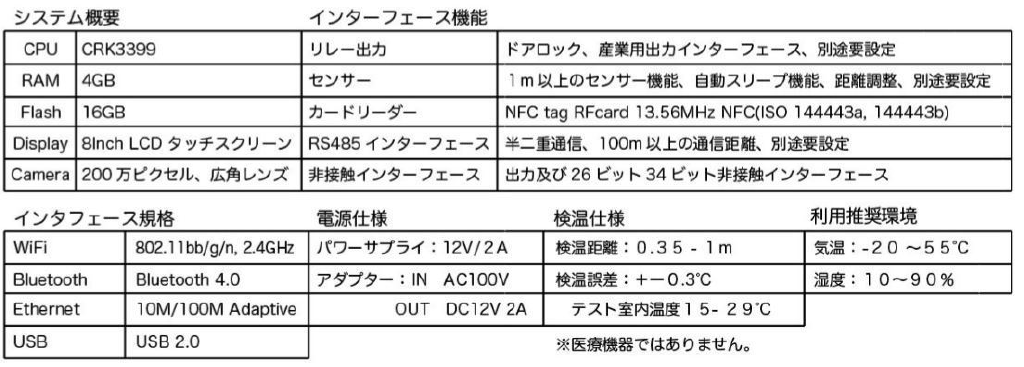 システム概要 インターフェース機能
CPU CRK3399 リレー出力 ドアロック、産業用出力インターフェース、別途要設定
RAM 4GB センサー 1m以上のセンサー機能、自動スリープ機能、距離調整、別途要設定
Flash 16GB カードリーダー NFC tag RFcard 13.56MHz NFC(ISO 144443a, 144443b)
Display 8Inch LCD タッチスクリーン RS485 インターフェース 半二重通信、100m以上の通信距離、別途要設定
Camera 200万ピクセル、広角レンズ 非接触インターフェース 出力及び26ビット34ビット非接触インターフェース
インタフェース規格 電源仕様 検温仕様 利用推奨環境
WiFi 802.11bb/g/n, 2.4GHz パワーサプライ：12V/2A 検温距離：0.35-1m 気温：-20～55℃
Bluetooth Bluetooth 4.0 アダプター：IN AC100V 検温誤差：+-0.3℃ 湿度：10～90%
Ethernet 10M/100M Adaptive OUT DC12V 2A テスト室内温度15-29℃
USB USB 2.0 ※医療機器ではありません。